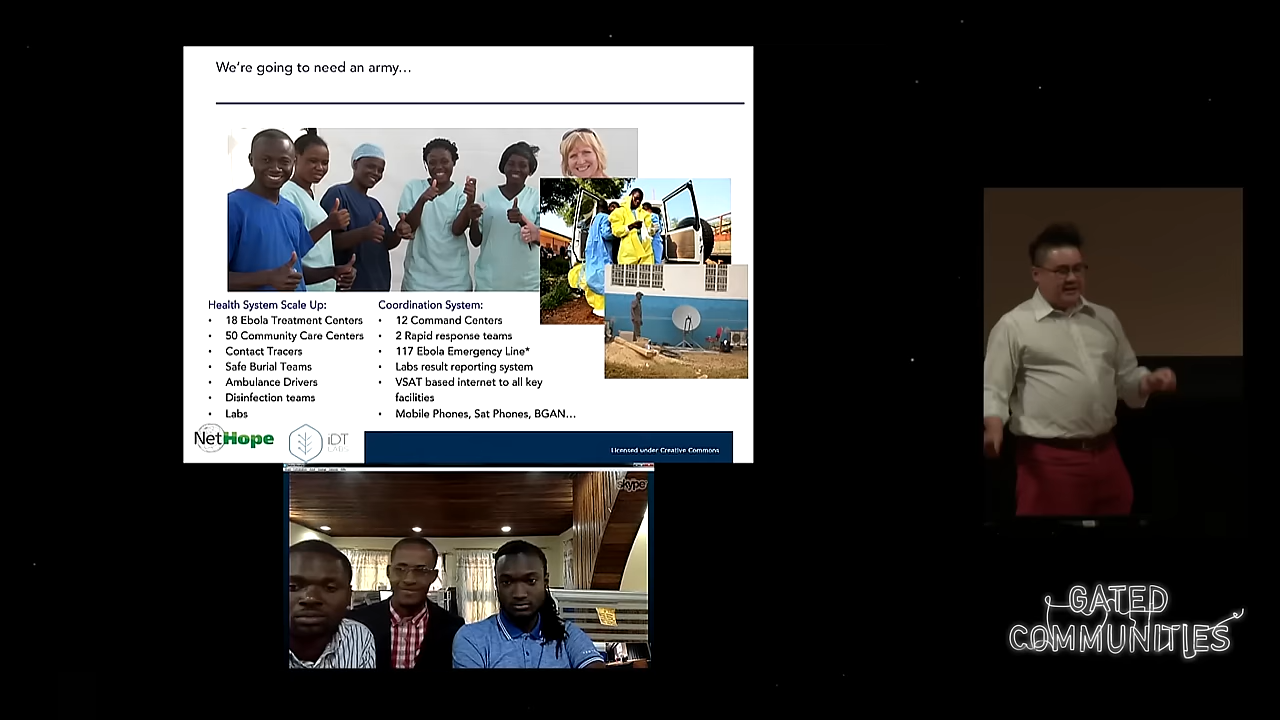 We're going to need an army...
Health System Scale Up:
• 18 Ebola Treatment Centers
• 50 Community Care Centers
• Contact Tracers
• Safe Burial Teams
• Ambulance Drivers
• Disinfection teams
• Labs
Coordination System:
• 12 Command Centers
• 2 Rapid response teams
• 117 Ebola Emergency Line*
• Labs result reporting system
• VSAT based internet to all key
facilities
• Mobile Phones, Sat Phones, BGAN...
NetHope
iDT
LABS
Licensed under Creative Commons
skype
GATED
COMMUNITIES